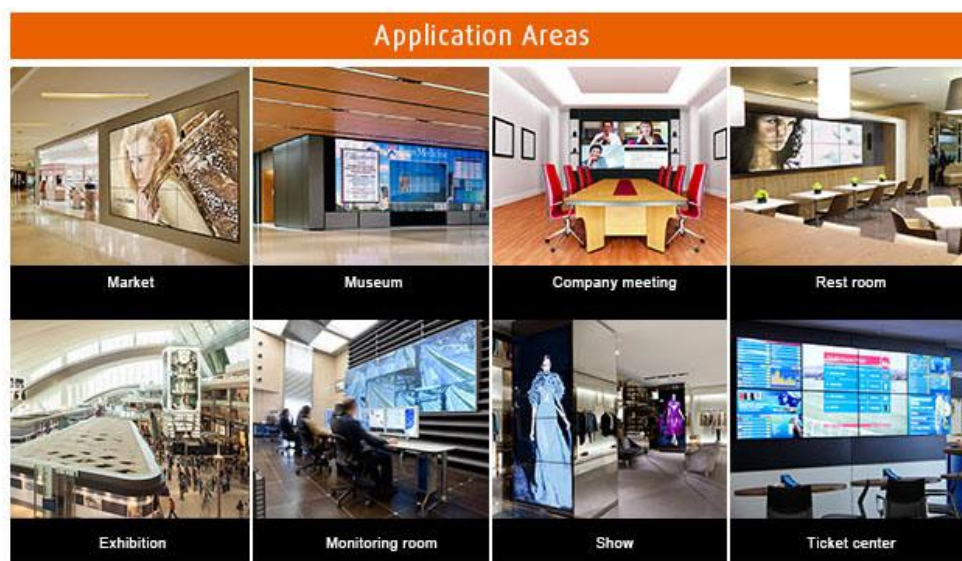 Application Areas
Market
Museum
Company meeting
Rest room
Exhibition
Monitoring room
Show
Ticket center